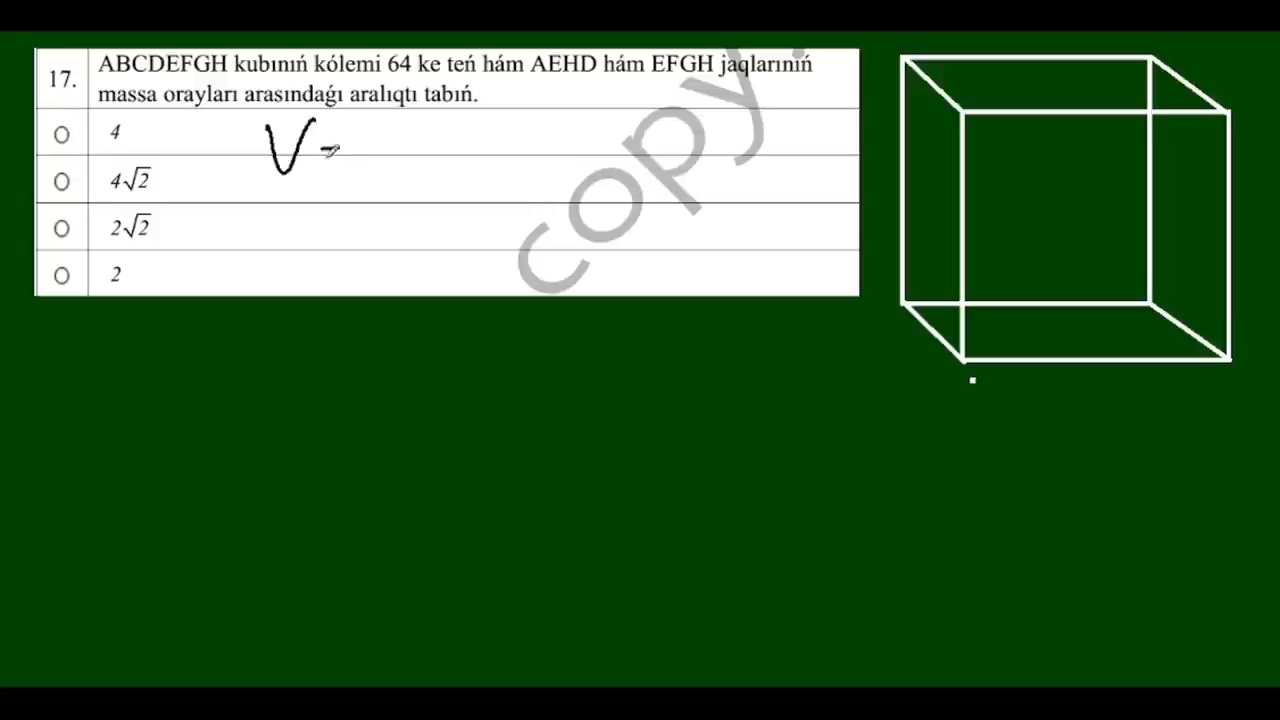 17.
ABCDEFGH kubınıń kólemi 64 ke teń hám AEHD hám EFGH jaqlarınıń
massa orayları arasındaǵı aralıqtı tabıń.
4
4√2
2√2
2
V=
copy